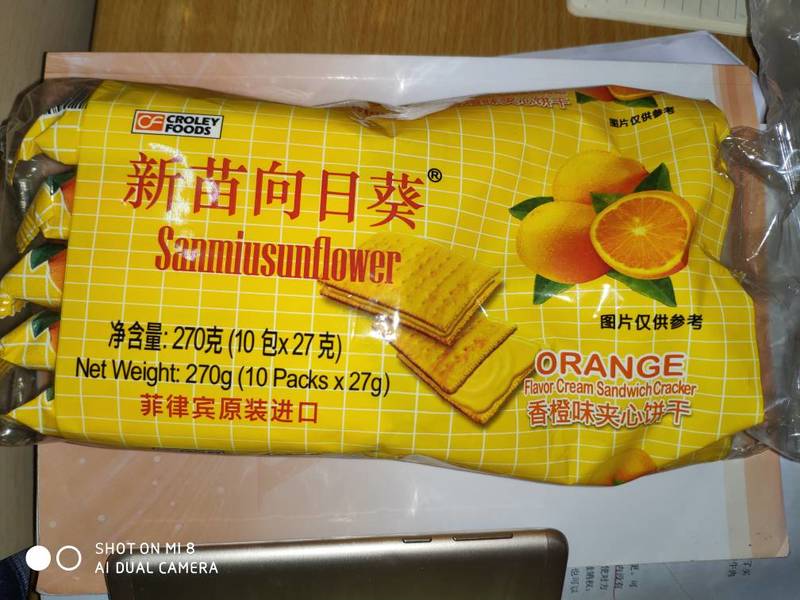 CROLEY
FOODS
新苗向日葵®
Sanmiusunflower
净含量: 270克 (10 包x 27 克)
Net Weight: 270g (10 Packs x 27g)
菲律宾原装进口
图片仅供参考
图片仅供参考
ORANGE
Flavor Cream Sandwich Cracker
香橙味夹心饼干
SHOT ON MI 8
AI DUAL CAMERA